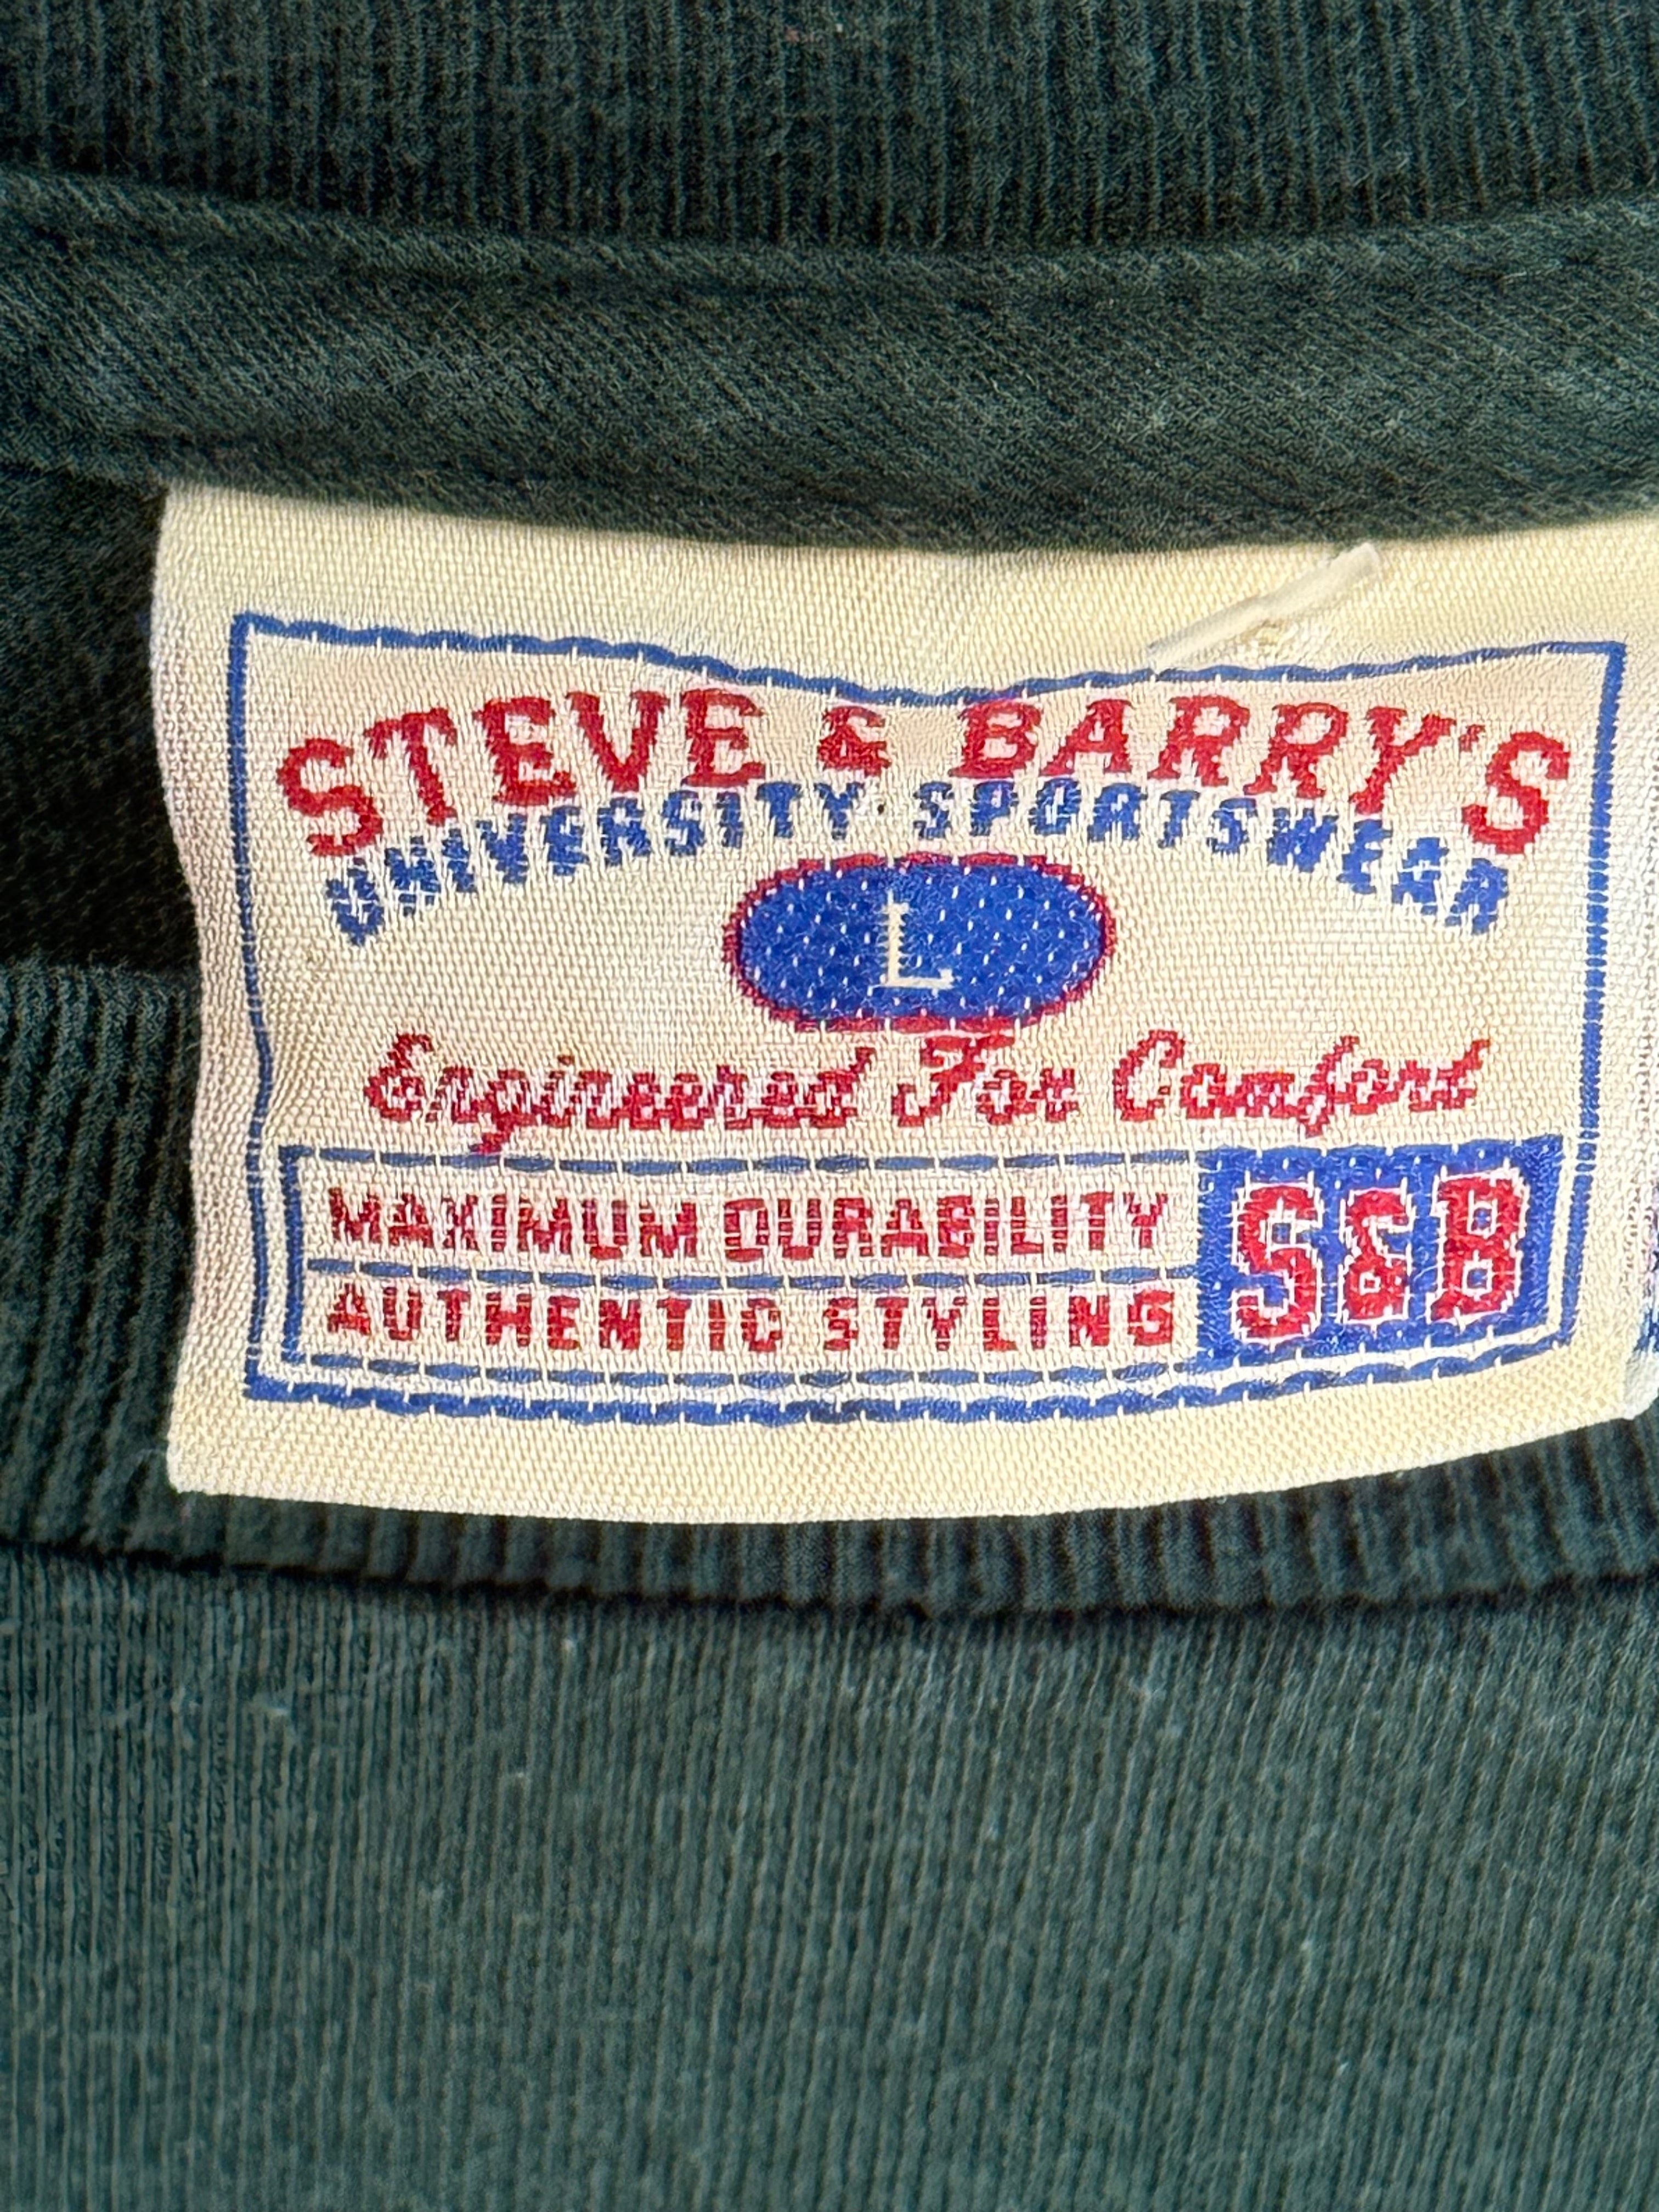 STEVE & BARRY'S
UNIVERSITY SPORTSWEAR
L
Engineered For Comfort
MAXIMUM DURABILITY
AUTHENTIC STYLING
S&B